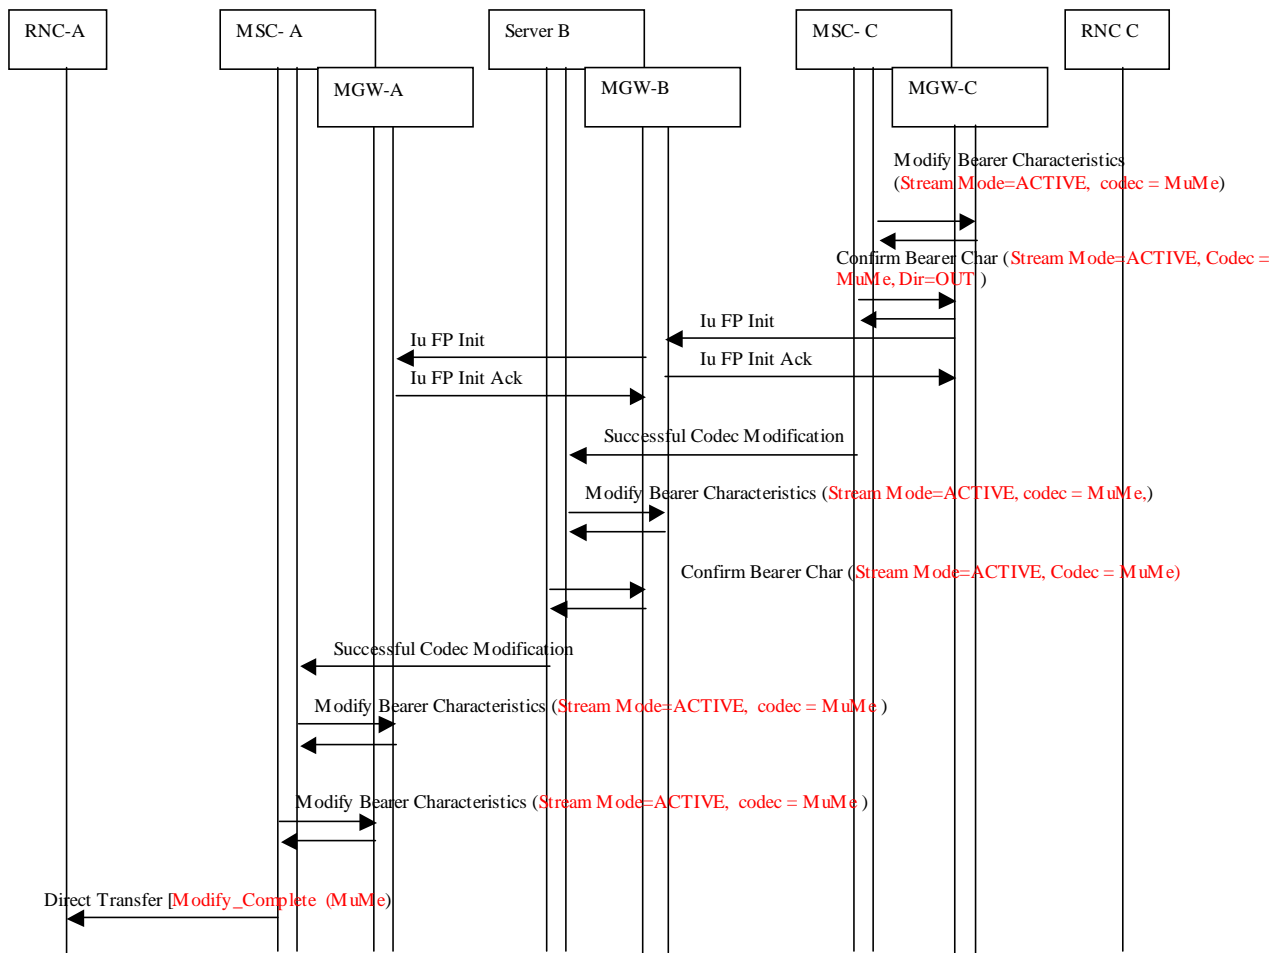 RNC-A
MSC- A
Server B
MSC- C
RNC C
MGW-A
MGW-B
MGW-C
Modify Bearer Characteristics
(Stream Mode=ACTIVE, codec = MuMe)
Confirm Bearer Char (Stream Mode=ACTIVE, Codec =
MuMe, Dir=OUT )
Iu FP Init
Iu FP Init
Iu FP Init Ack
Iu FP Init Ack
Successful Codec Modification
Modify Bearer Characteristics (Stream Mode=ACTIVE, codec = MuMe,)
Confirm Bearer Char (Stream Mode=ACTIVE, Codec = MuMe)
Successful Codec Modification
Modify Bearer Characteristics (Stream Mode=ACTIVE, codec = MuMe )
Modify Bearer Characteristics (Stream Mode=ACTIVE, codec = MuMe )
Direct Transfer [Modify_Complete (MuMe)